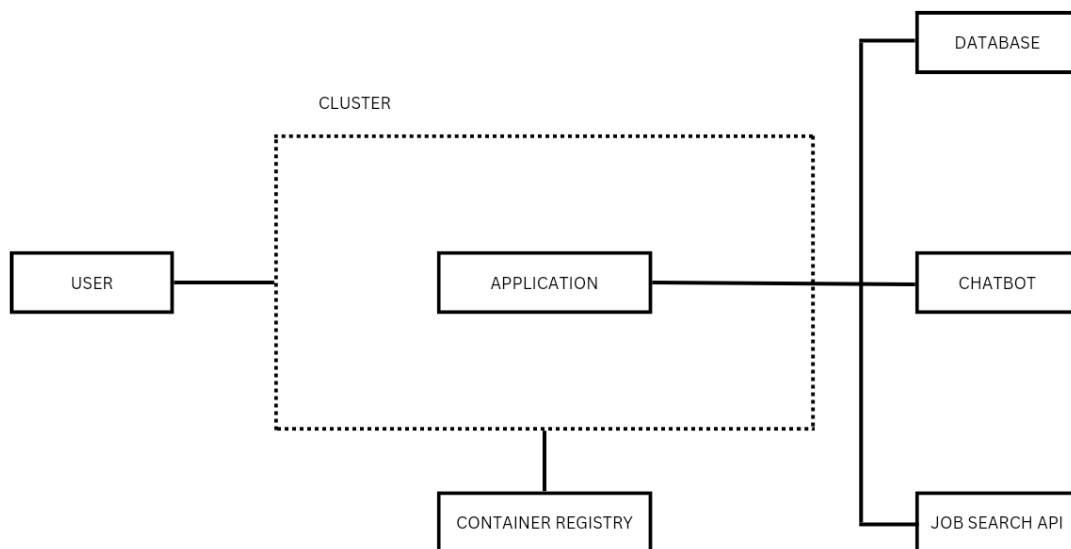 DATABASE
CLUSTER
USER
APPLICATION
CHATBOT
CONTAINER REGISTRY
JOB SEARCH API